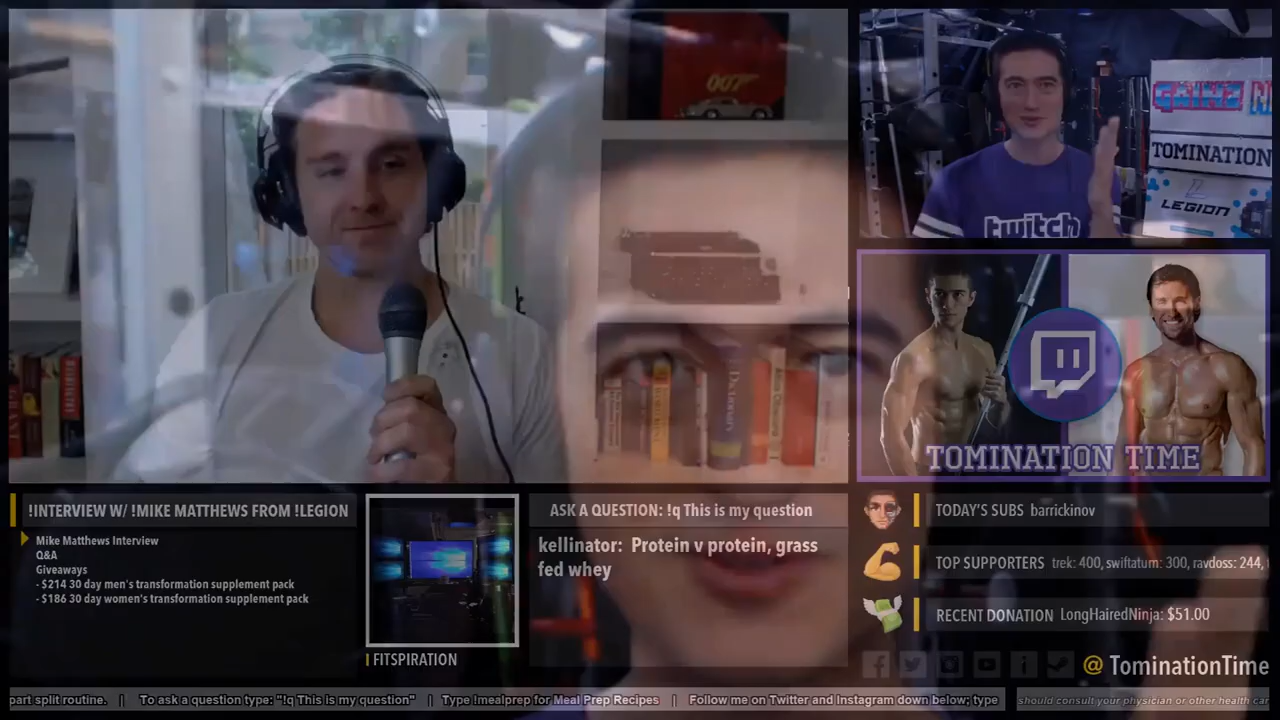 007
GAINZ
TOMINATION
LEGION
twitch
TOMINATION TIME
!INTERVIEW W/ !MIKE MATTHEWS FROM !LEGION
Mike Matthews Interview
Q&A
Giveaways
- $214 30 day men's transformation supplement pack
- $186 30 day women's transformation supplement pack
FITSPIRATION
ASK A QUESTION: !q This is my question
kellinator: Protein v protein, grass
fed whey
TODAY'S SUBS barrickinov
TOP SUPPORTERS trek: 400, swiftatum: 300, ravdoss: 244,
RECENT DONATION LongHairedNinja: $51.00
@ TominationTime
part split routine. | To ask a question type: "!q This is my question" | Type !mealprep for Meal Prep Recipes | Follow me on Twitter and Instagram down below; type
should consult your physician or other health car